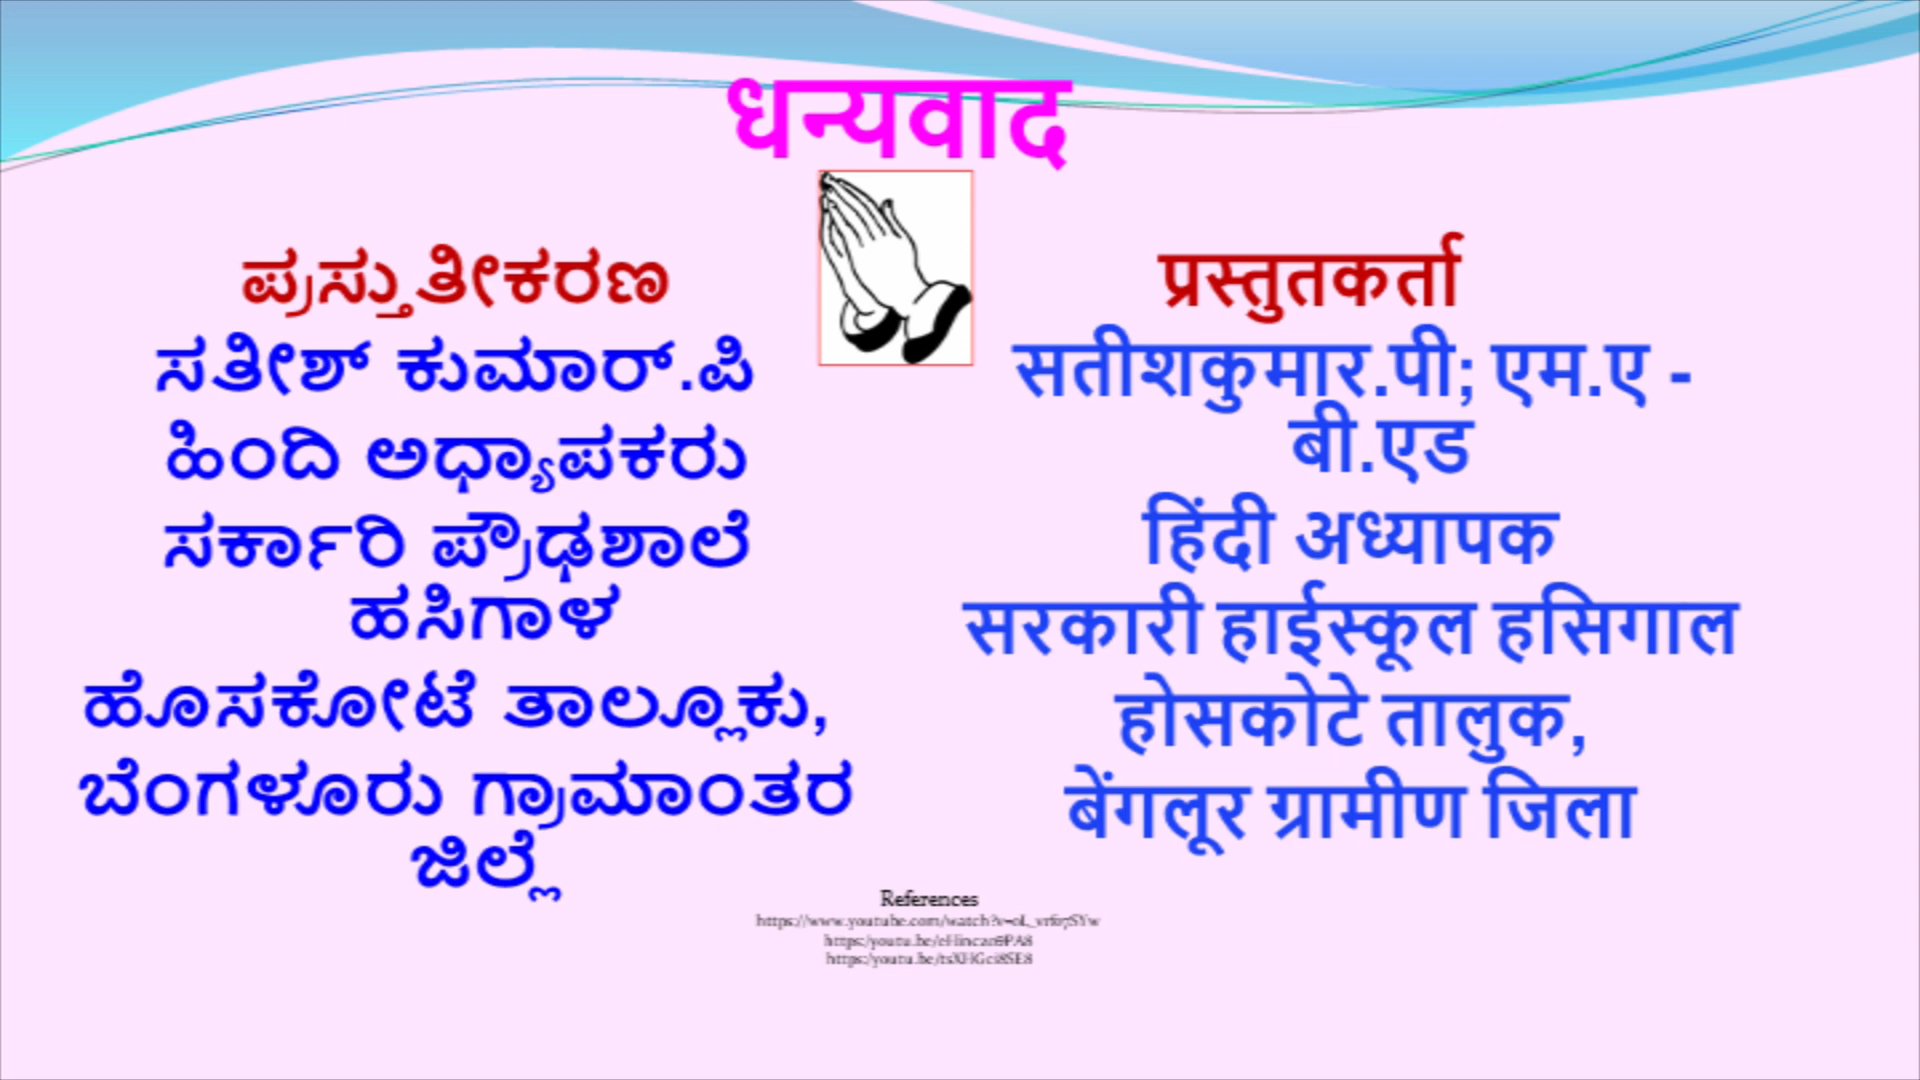 धन्यवाद
ಪ್ರಸ್ತುತೀಕರಣ
ಸತೀಶ್ ಕುಮಾರ್.ಪಿ
ಹಿಂದಿ ಅಧ್ಯಾಪಕರು
ಸರ್ಕಾರಿ ಪ್ರೌಢಶಾಲೆ
ಹಸಿಗಾಳ
ಹೊಸಕೋಟೆ ತಾಲ್ಲೂಕು,
ಬೆಂಗಳೂರು ಗ್ರಾಮಾಂತರ
ಜಿಲ್ಲೆ
प्रस्तुतकर्ता
सतीशकुमार.पी; एम.ए -
बी.एड
हिंदी अध्यापक
सरकारी हाईस्कूल हसिगाल
होसकोटे तालुक,
बेंगलूर ग्रामीण जिला
References